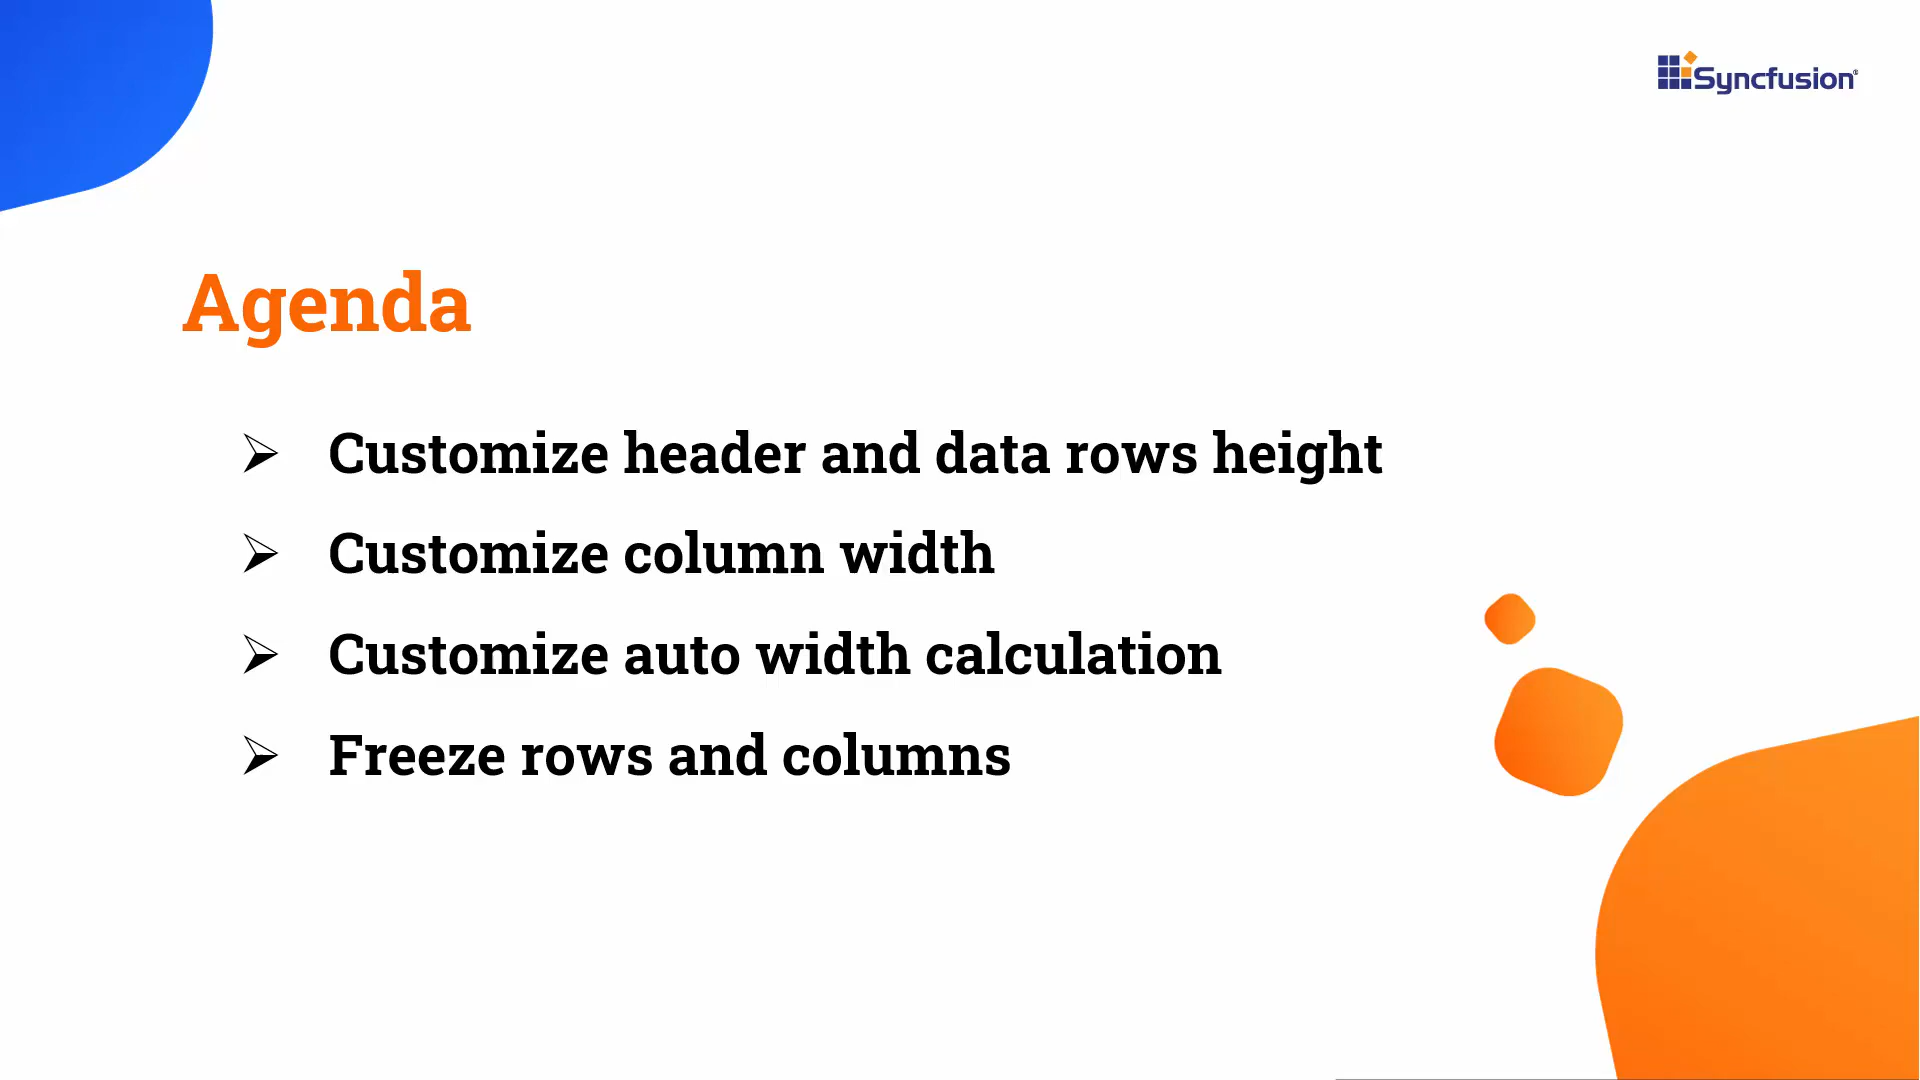 Syncfusion®
Agenda
➢ Customize header and data rows height
➢ Customize column width
➢ Customize auto width calculation
➢ Freeze rows and columns